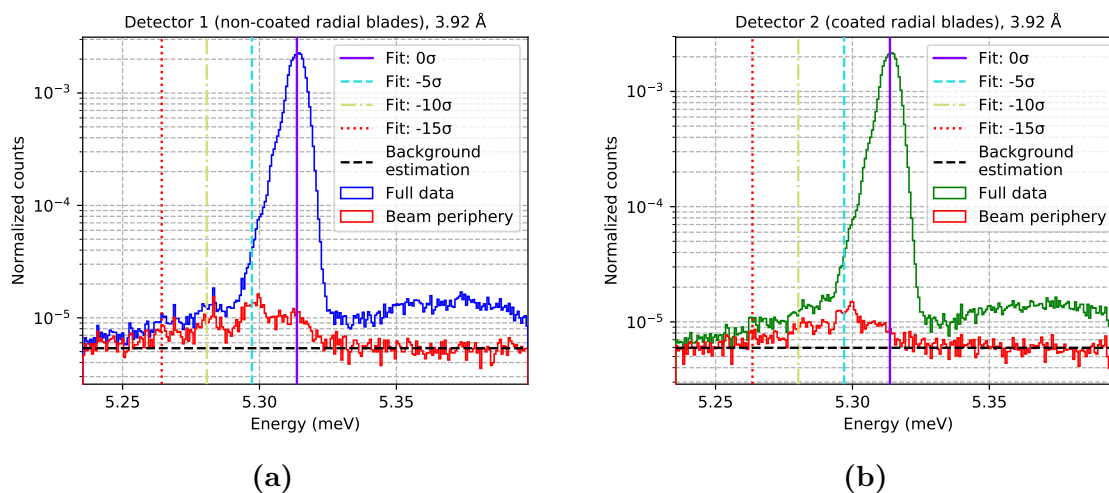 Detector 1 (non-coated radial blades), 3.92 Å
Normalized counts
10⁻³
10⁻⁴
10⁻⁵
Fit: 0σ
Fit: -5σ
Fit: -10σ
Fit: -15σ
Background
estimation
Full data
Beam periphery
5.25
5.30
5.35
Energy (meV)
(a)
Detector 2 (coated radial blades), 3.92 Å
Normalized counts
10⁻³
10⁻⁴
10⁻⁵
Fit: 0σ
Fit: -5σ
Fit: -10σ
Fit: -15σ
Background
estimation
Full data
Beam periphery
5.25
5.30
5.35
Energy (meV)
(b)